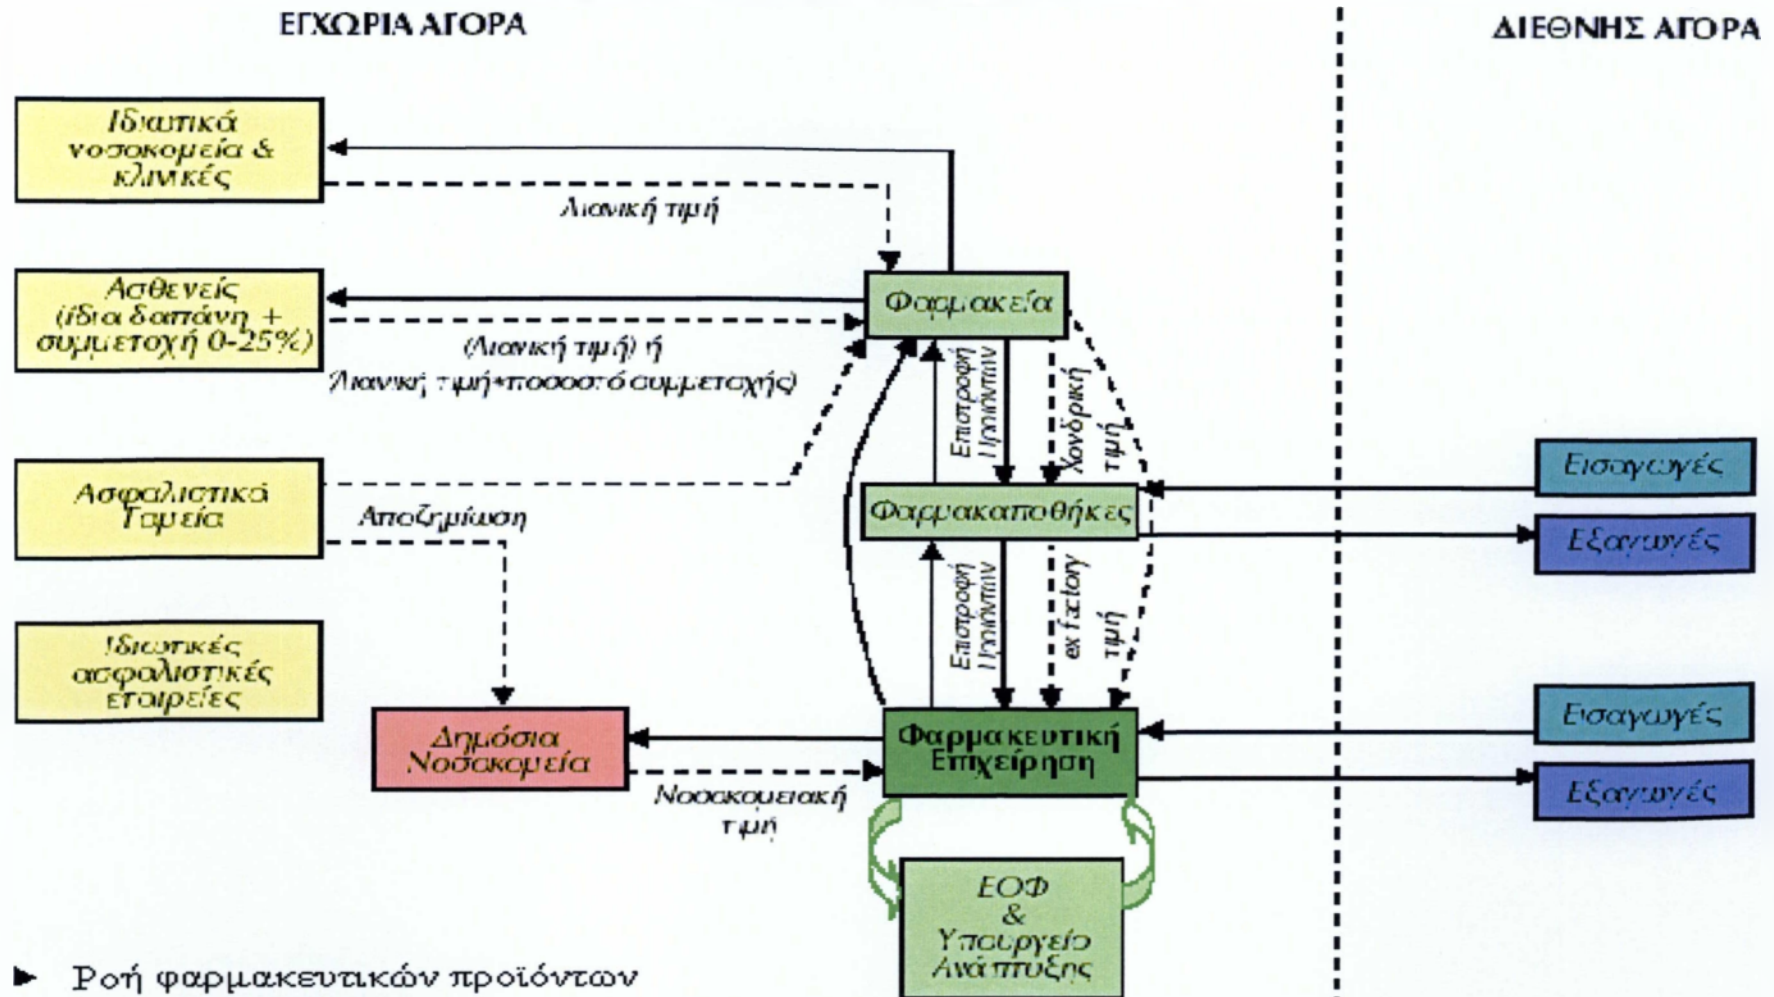 ΕΓΧΩΡΙΑ ΑΓΟΡΑ
ΔΙΕΘΝΗΣ ΑΓΟΡΑ
Ιδιωτικά
νοσοκομεία &
κλινικές
Λιανική τιμή
Ασθενείς
(ίδια δαπάνη +
συμμετοχή 0-25%)
Φαρμακεία
(Λιανική τιμή) ή
(Λιανική τιμή*ποσοστό συμμετοχής)
Επιστροφή
Προϊόντων
Χονδρική
τιμή
Ασφαλιστικά
Ταμεία
Αποζημίωση
Φαρμακαποθήκες
Εισαγωγές
Εξαγωγές
Επιστροφή
Προϊόντων
ex factory
τιμή
Ιδιωτικές
ασφαλιστικές
εταιρείες
Δημόσια
Νοσοκομεία
Νοσοκομειακή
τιμή
Φαρμακευτική
Επιχείρηση
Εισαγωγές
Εξαγωγές
ΕΟΦ
&
Υπουργείο
Ανάπτυξης
Ροή φαρμακευτικών προϊόντων